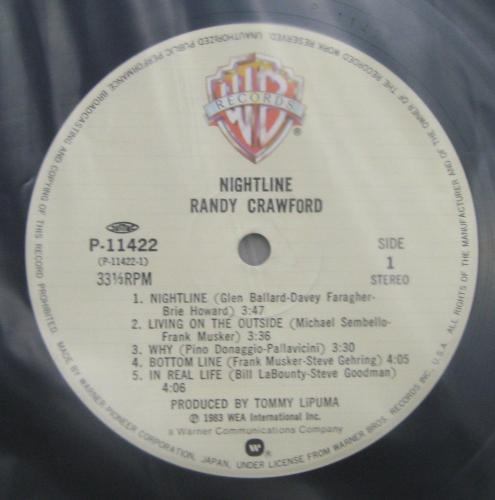 WB
RECORDS
®
NIGHTLINE
RANDY CRAWFORD
P-11422
(P-11422-1)
33⅓RPM
SIDE
1
STEREO
1. NIGHTLINE (Glen Ballard-Davey Faragher-
Brie Howard) 3:47
2. LIVING ON THE OUTSIDE (Michael Sembello-
Frank Musker) 3:36
3. WHY (Pino Donaggio-Pallavicini) 3:30
4. BOTTOM LINE (Frank Musker-Steve Gehring) 4:05
5. IN REAL LIFE (Bill LaBounty-Steve Goodman)
4:06
PRODUCED BY TOMMY LiPUMA
℗ 1983 WEA International Inc.
a Warner Communications Company
MADE BY WARNER-PIONEER CORPORATION, JAPAN, UNDER LICENSE FROM WARNER BROS. RECORDS INC., U.S.A. ALL RIGHTS OF THE MANUFACTURER AND OF THE OWNER OF THE RECORDED WORK RESERVED. UNAUTHORIZED PUBLIC PERFORMANCE BROADCASTING AND COPYING OF THIS RECORD PROHIBITED.